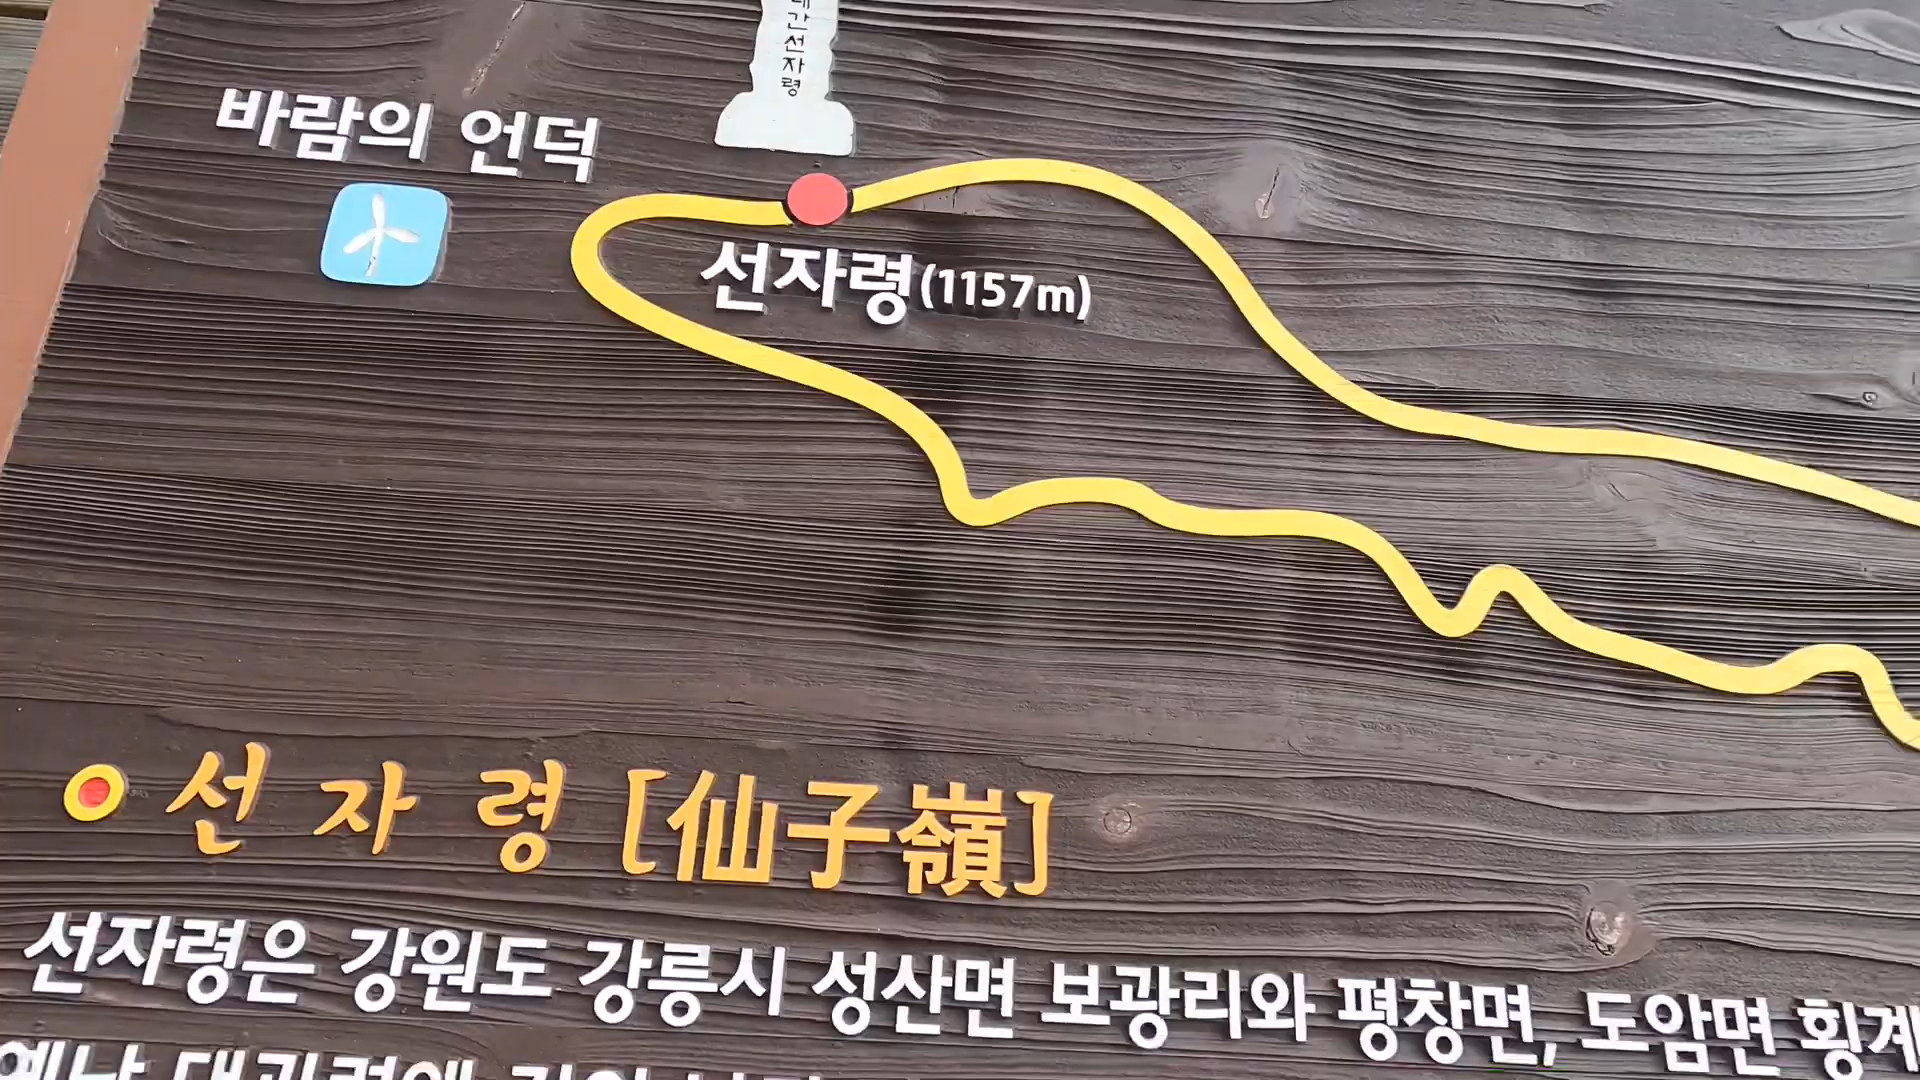 간선자령
바람의 언덕
선자령(1157m)
선자령 [仙子嶺]
선자령은 강원도 강릉시 성산면 보광리와 평창면, 도암면 횡계